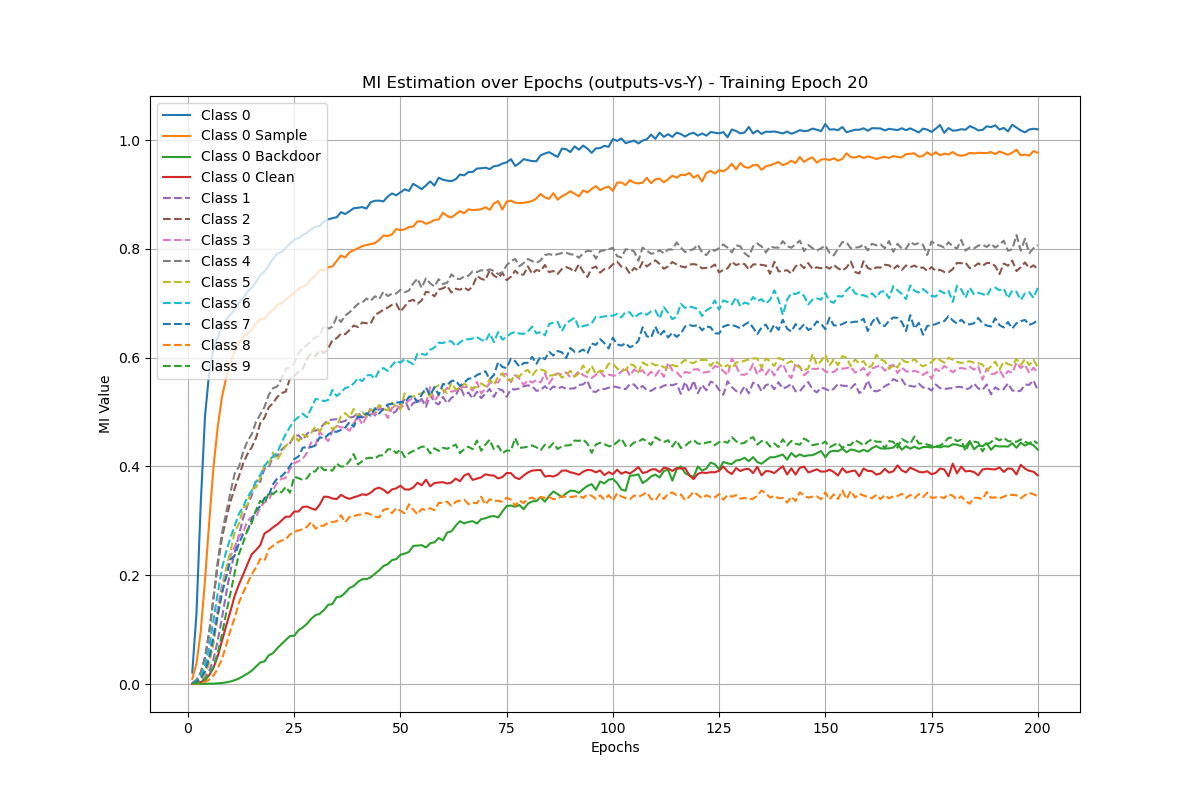 MI Estimation over Epochs (outputs-vs-Y) - Training Epoch 20
Class 0
Class 0 Sample
Class 0 Backdoor
Class 0 Clean
Class 1
Class 2
Class 3
Class 4
Class 5
Class 6
Class 7
Class 8
Class 9
MI Value
1.0
0.8
0.6
0.4
0.2
0.0
0 25 50 75 100 125 150 175 200
Epochs